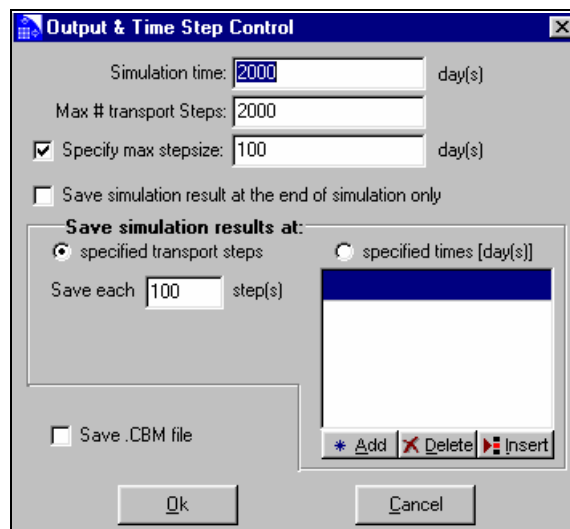 Output & Time Step Control
Simulation time: 2000 day(s)
Max # transport Steps: 2000
Specify max stepsize: 100 day(s)
Save simulation result at the end of simulation only
Save simulation results at:
specified transport steps
specified times [day(s)]
Save each 100 step(s)
Save .CBM file
Add Delete Insert
Ok Cancel